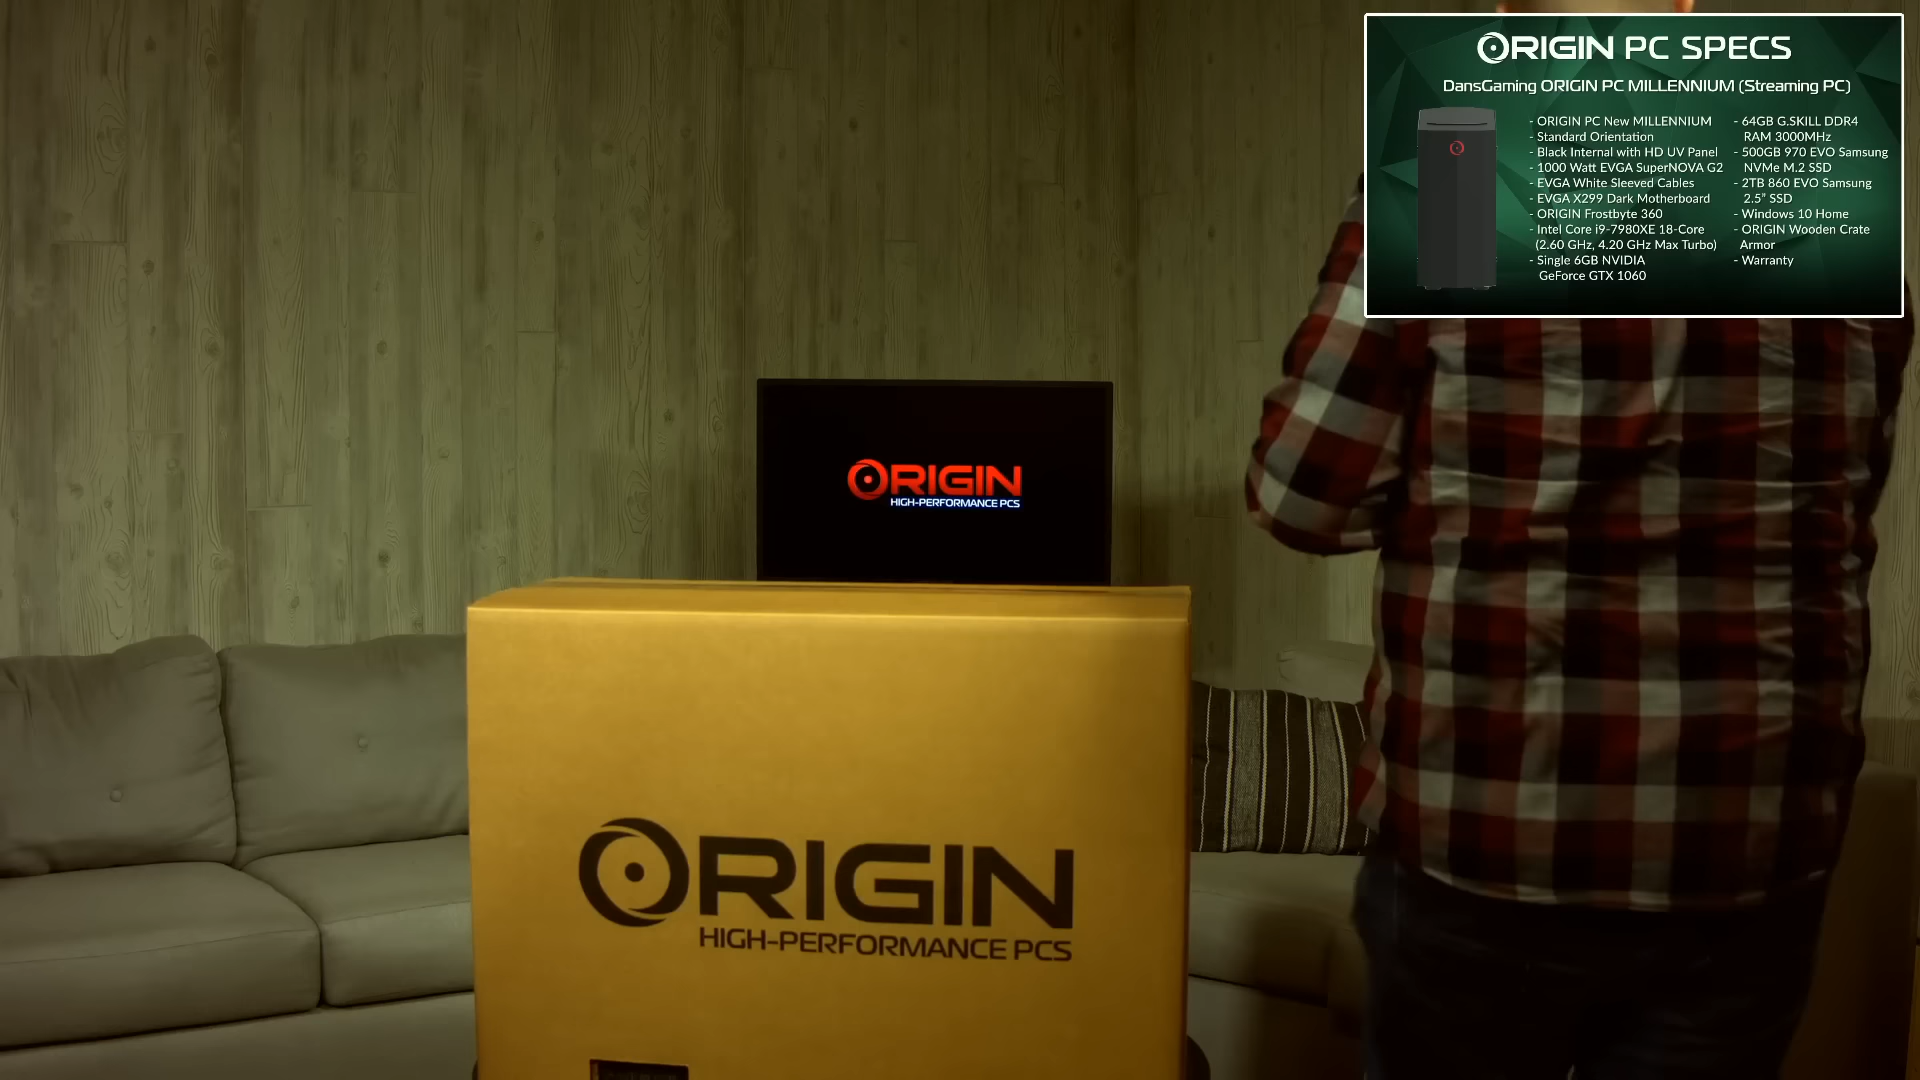 ORIGIN PC SPECS
DansGaming ORIGIN PC MILLENNIUM (Streaming PC)
- ORIGIN PC New MILLENNIUM
- Standard Orientation
- Black Internal with HD UV Panel
- 1000 Watt EVGA SuperNOVA G2
- EVGA White Sleeved Cables
- EVGA X299 Dark Motherboard
- ORIGIN Frostbyte 360
- Intel Core i9-7980XE 18-Core
(2.60 GHz, 4.20 GHz Max Turbo)
- Single 6GB NVIDIA
GeForce GTX 1060
- 64GB G.SKILL DDR4
RAM 3000MHz
- 500GB 970 EVO Samsung
NVMe M.2 SSD
- 2TB 860 EVO Samsung
2.5" SSD
- Windows 10 Home
- ORIGIN Wooden Crate
Armor
- Warranty
ORIGIN
HIGH-PERFORMANCE PCS
ORIGIN
HIGH-PERFORMANCE PCS